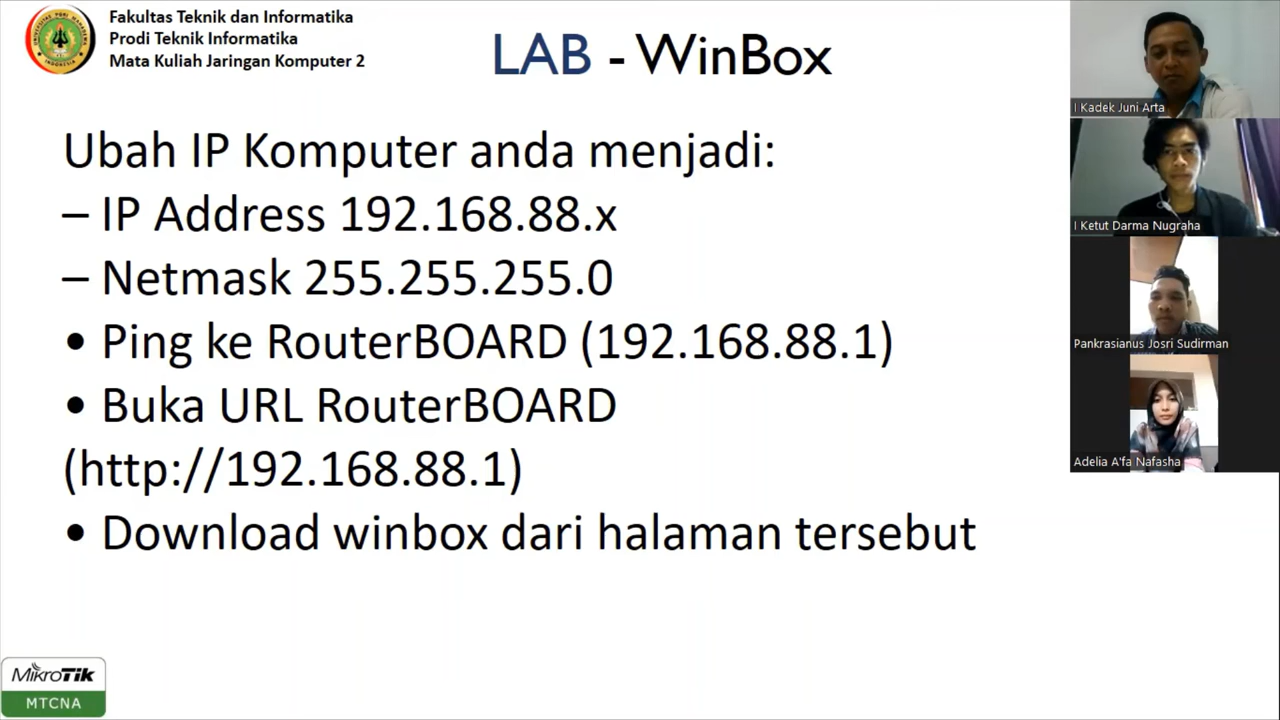 Fakultas Teknik dan Informatika
Prodi Teknik Informatika
Mata Kuliah Jaringan Komputer 2
LAB - WinBox
Ubah IP Komputer anda menjadi:
– IP Address 192.168.88.x
– Netmask 255.255.255.0
• Ping ke RouterBOARD (192.168.88.1)
• Buka URL RouterBOARD
(http://192.168.88.1)
• Download winbox dari halaman tersebut
I Kadek Juni Arta
I Ketut Darma Nugraha
Pankrasianus Josri Sudirman
Adelia A'fa Nafasha
MikroTik
MTCNA